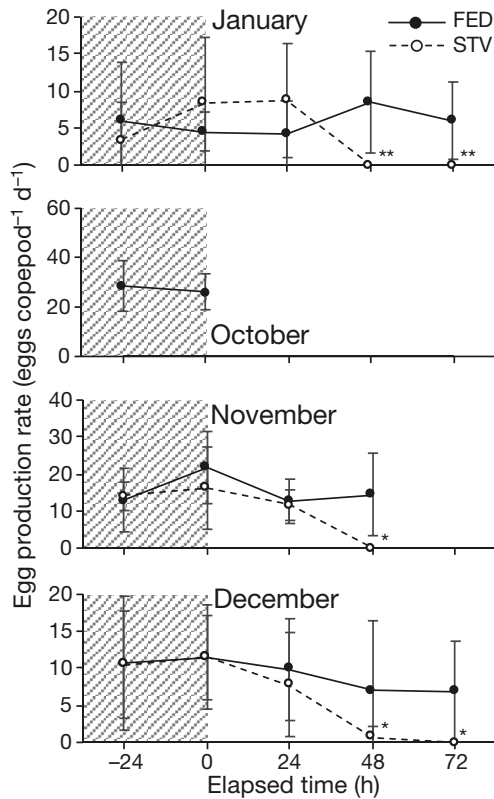 Egg production rate (eggs copepod⁻¹ d⁻¹)
January
FED
STV
20
15
10
5
0
**
**
October
60
40
20
0
November
40
30
20
10
0
*
December
20
15
10
5
0
*
*
−24 0 24 48 72
Elapsed time (h)